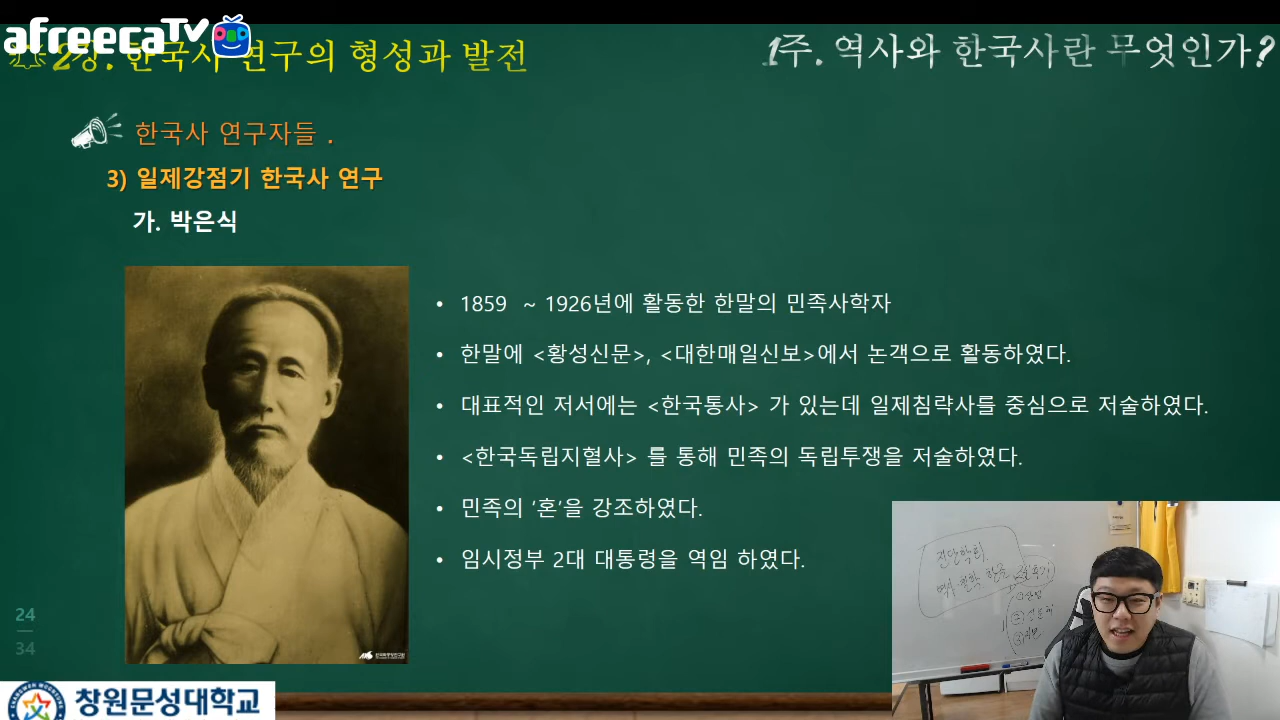 afreecaTV
2강. 한국사 연구의 형성과 발전
1주. 역사와 한국사란 무엇인가?
한국사 연구자들 .
3) 일제강점기 한국사 연구
가. 박은식
• 1859 ~ 1926년에 활동한 한말의 민족사학자
• 한말에 <황성신문>, <대한매일신보>에서 논객으로 활동하였다.
• 대표적인 저서에는 <한국통사> 가 있는데 일제침략사를 중심으로 저술하였다.
• <한국독립지혈사> 를 통해 민족의 독립투쟁을 저술하였다.
• 민족의 ‘혼’을 강조하였다.
• 임시정부 2대 대통령을 역임 하였다.
진단학회.
24
34
창원문성대학교